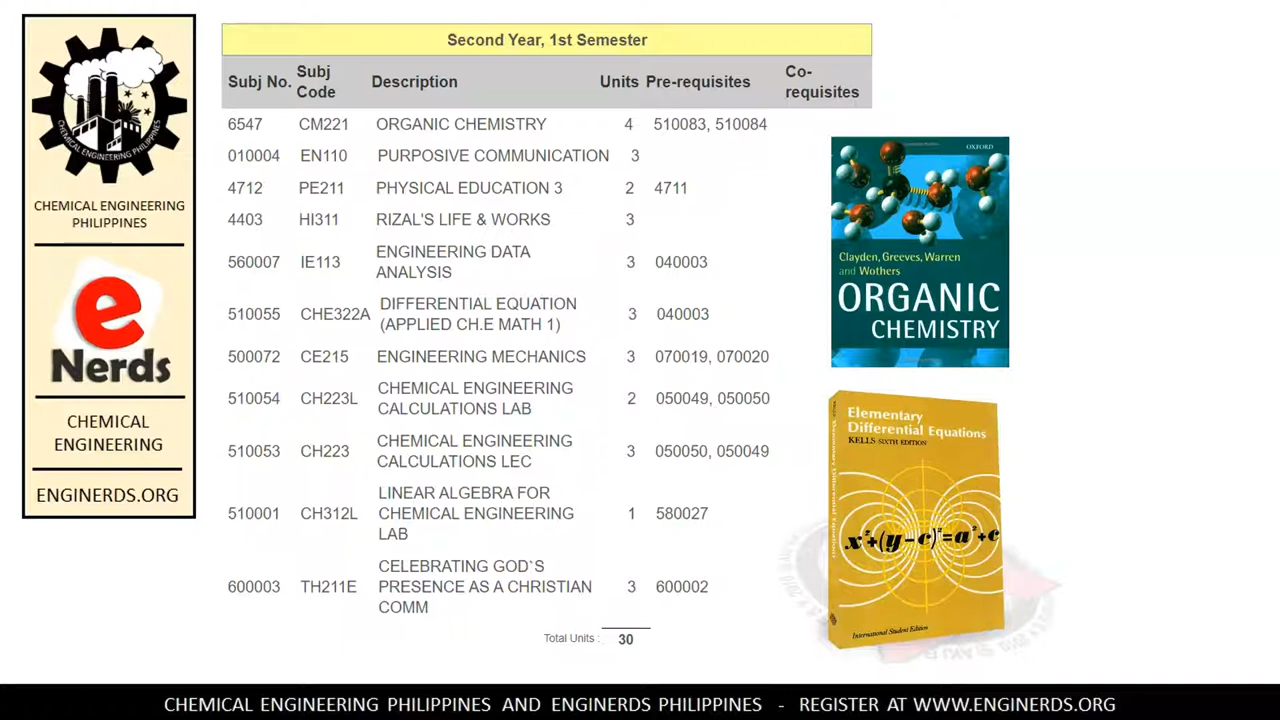 CHEMICAL ENGINEERING PHILIPPINES
CHEMICAL ENGINEERING
PHILIPPINES
e
Nerds
CHEMICAL
ENGINEERING
ENGINERDS.ORG
Second Year, 1st Semester
Subj No. Subj Code Description Units Pre-requisites Co-requisites
6547 CM221 ORGANIC CHEMISTRY 4 510083, 510084
010004 EN110 PURPOSIVE COMMUNICATION 3
4712 PE211 PHYSICAL EDUCATION 3 2 4711
4403 HI311 RIZAL'S LIFE & WORKS 3
560007 IE113 ENGINEERING DATA ANALYSIS 3 040003
510055 CHE322A DIFFERENTIAL EQUATION (APPLIED CH.E MATH 1) 3 040003
500072 CE215 ENGINEERING MECHANICS 3 070019, 070020
510054 CH223L CHEMICAL ENGINEERING CALCULATIONS LAB 2 050049, 050050
510053 CH223 CHEMICAL ENGINEERING CALCULATIONS LEC 3 050050, 050049
510001 CH312L LINEAR ALGEBRA FOR CHEMICAL ENGINEERING LAB 1 580027
600003 TH211E CELEBRATING GOD`S PRESENCE AS A CHRISTIAN COMM 3 600002
Total Units : 30
OXFORD
Clayden, Greeves, Warren
and Wothers
ORGANIC
CHEMISTRY
Elementary
Differential Equations
KELLS SIXTH EDITION
x²+(y-c)²=a²+c
International Student Edition
CHEMICAL ENGINEERING PHILIPPINES AND ENGINERDS PHILIPPINES - REGISTER AT WWW.ENGINERDS.ORG